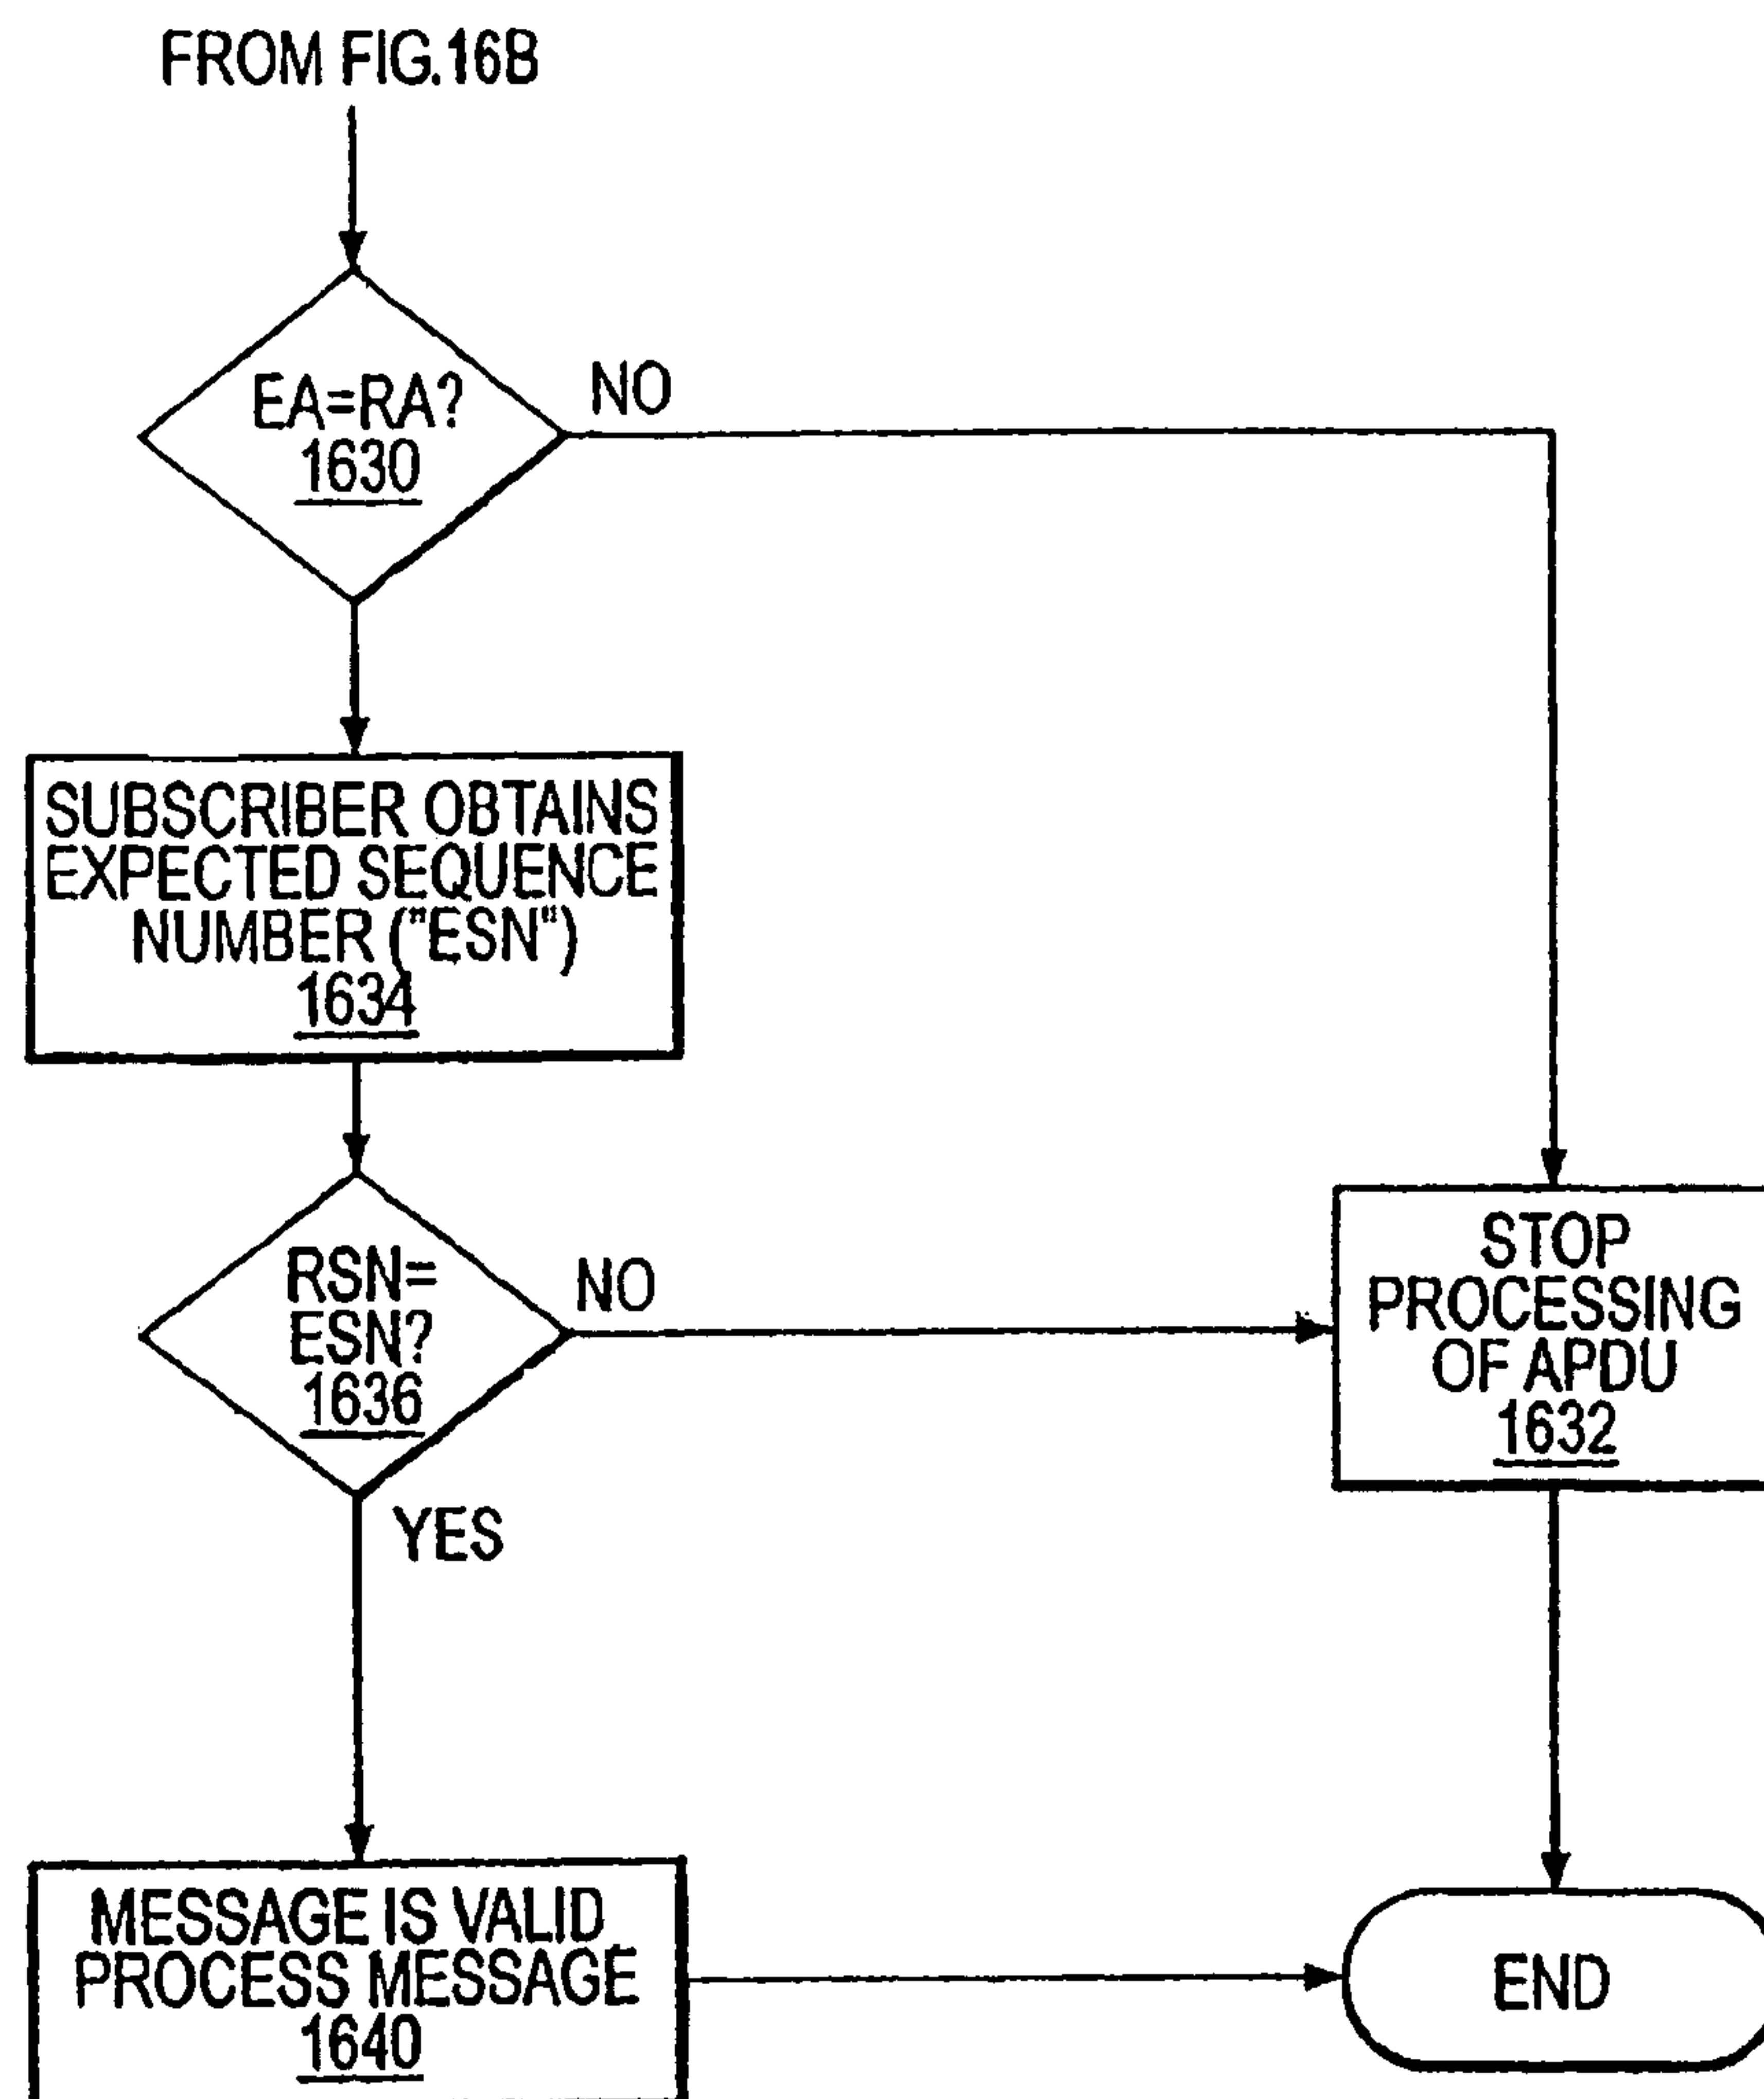 FROM FIG.16B
EA=RA?
1630
NO
SUBSCRIBER OBTAINS
EXPECTED SEQUENCE
NUMBER ("ESN")
1634
RSN=
ESN?
1636
NO
YES
STOP
PROCESSING
OF APDU
1632
MESSAGE IS VALID
PROCESS MESSAGE
1640
END